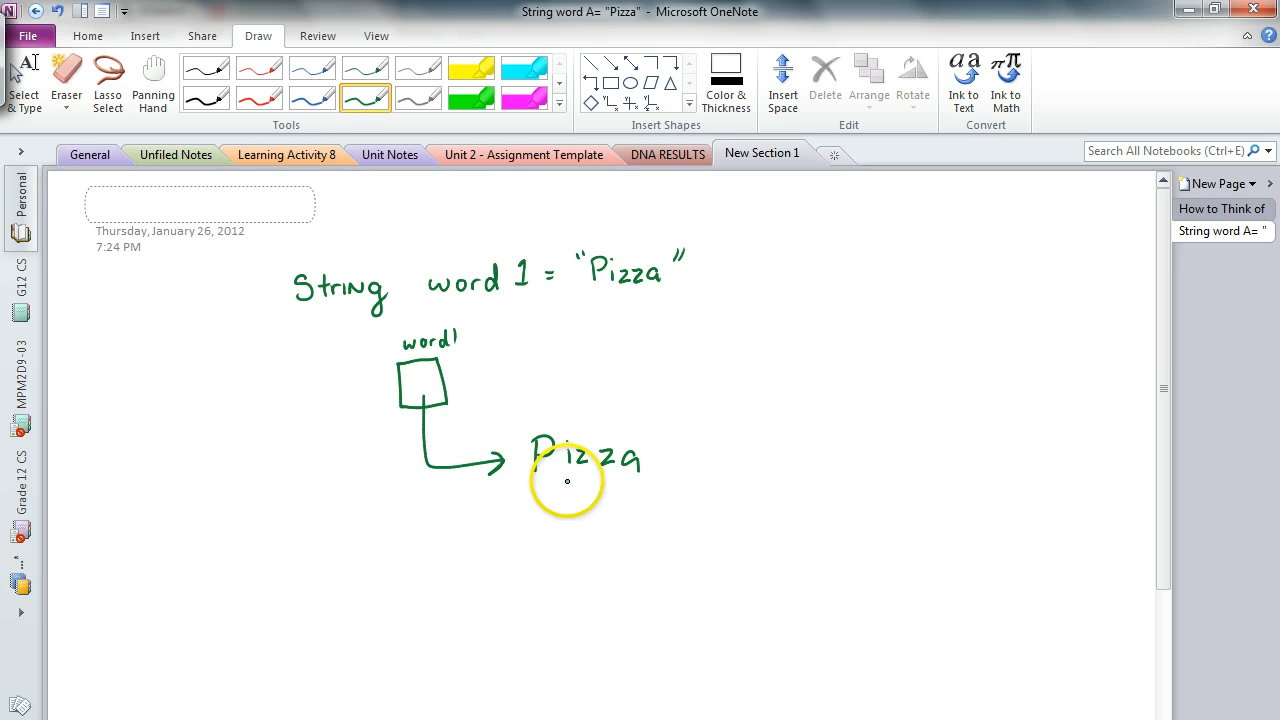 String word A= "Pizza" - Microsoft OneNote
File Home Insert Share Draw Review View
Select & Type
Eraser
Lasso Select
Panning Hand
Color & Thickness
Insert Space
Delete
Arrange
Rotate
Ink to Text
Ink to Math
Tools Insert Shapes Edit Convert
General Unfiled Notes Learning Activity 8 Unit Notes Unit 2 - Assignment Template DNA RESULTS New Section 1
Search All Notebooks (Ctrl+E)
New Page
How to Think of
String word A= "
Personal
G12 CS
MPM2D9-D3
Grade 12 CS
Thursday, January 26, 2012
7:24 PM
String word 1 = "Pizza"
word1
Pizza